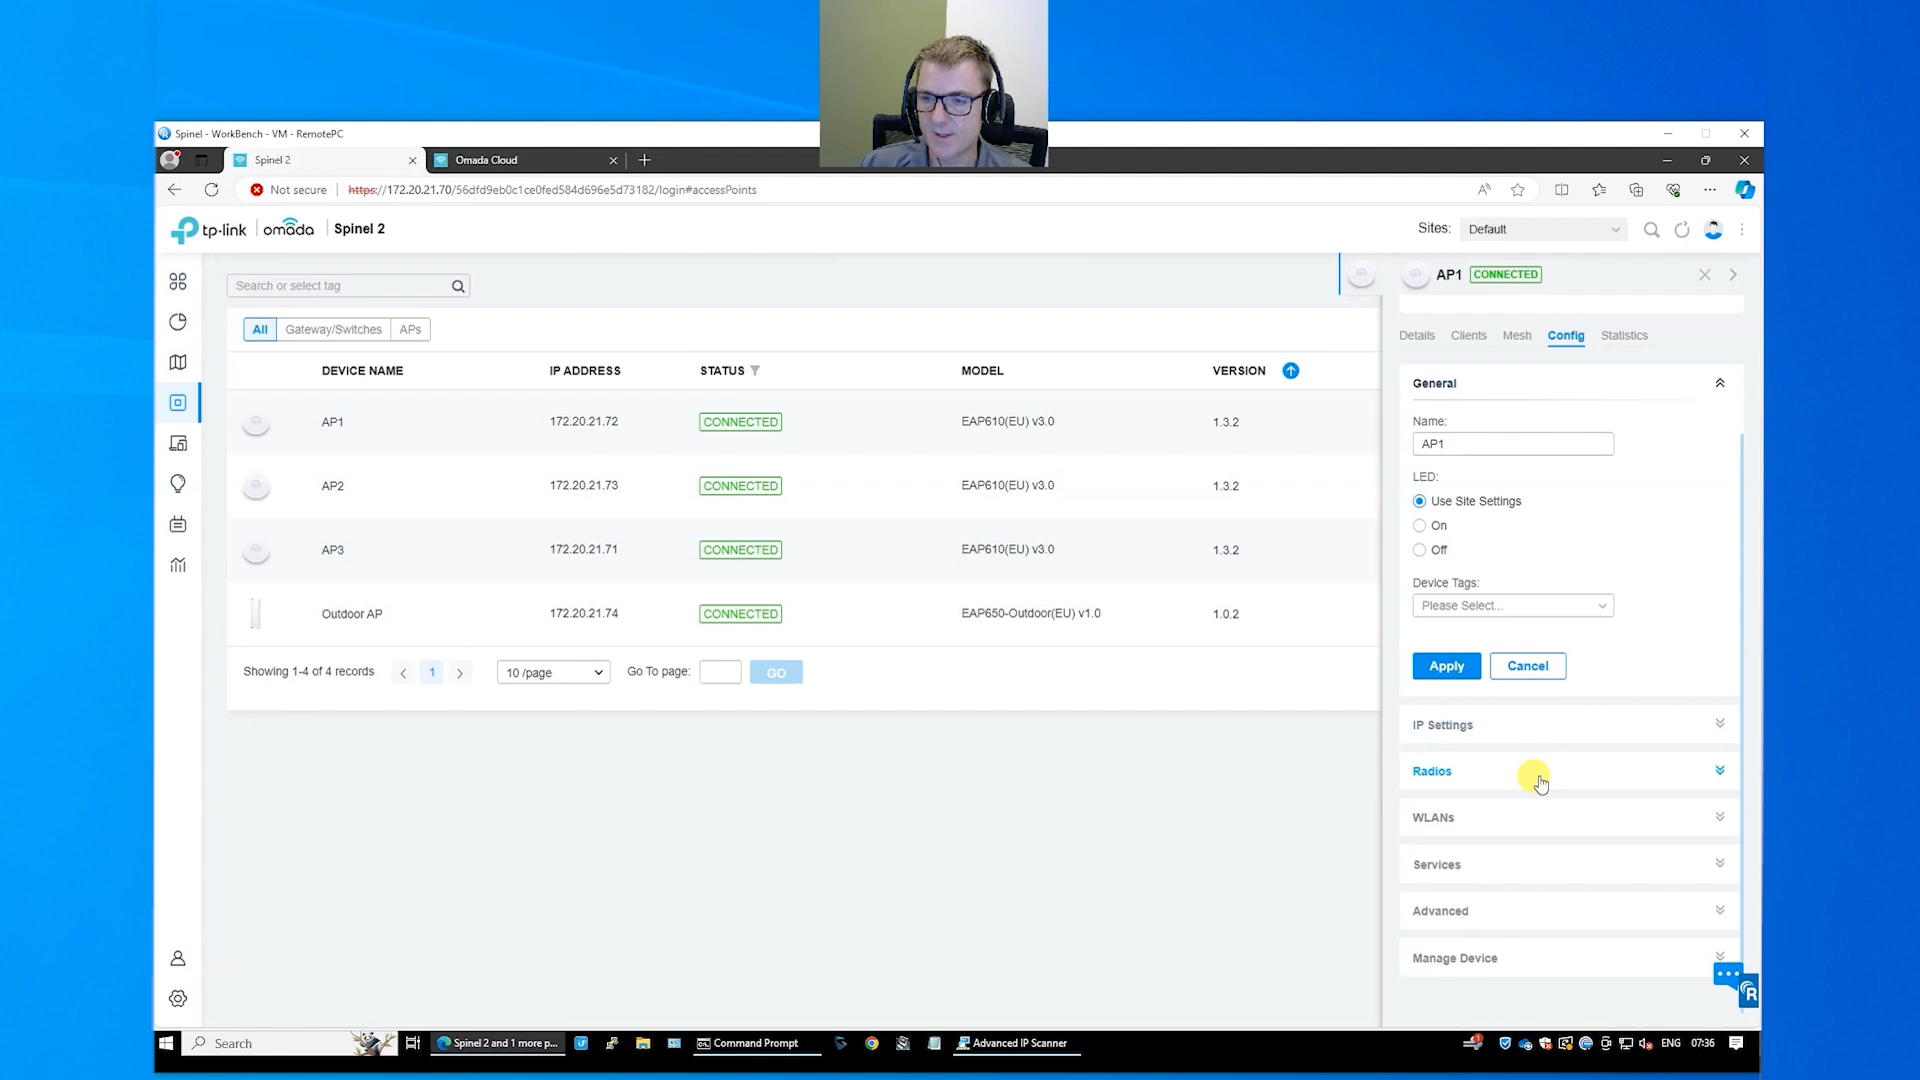 Spinel - WorkBench - VM - RemotePC
Spinel 2
Omada Cloud
Not secure
https://172.20.21.70/56dfd9eb0c1ce0fed584d696e5d73182/login#accessPoints
tp-link
omada
Spinel 2
Sites:
Default
Search or select tag
AP1
CONNECTED
All
Gateway/Switches
APs
Details
Clients
Mesh
Config
Statistics
DEVICE NAME
IP ADDRESS
STATUS
MODEL
VERSION
AP1
172.20.21.72
CONNECTED
EAP610(EU) v3.0
1.3.2
AP2
172.20.21.73
CONNECTED
EAP610(EU) v3.0
1.3.2
AP3
172.20.21.71
CONNECTED
EAP610(EU) v3.0
1.3.2
Outdoor AP
172.20.21.74
CONNECTED
EAP650-Outdoor(EU) v1.0
1.0.2
Showing 1-4 of 4 records
1
10 /page
Go To page:
GO
General
Name:
AP1
LED:
Use Site Settings
On
Off
Device Tags:
Please Select...
Apply
Cancel
IP Settings
Radios
WLANs
Services
Advanced
Manage Device
Search
Spinel 2 and 1 more p...
Command Prompt
Advanced IP Scanner
ENG
07:36